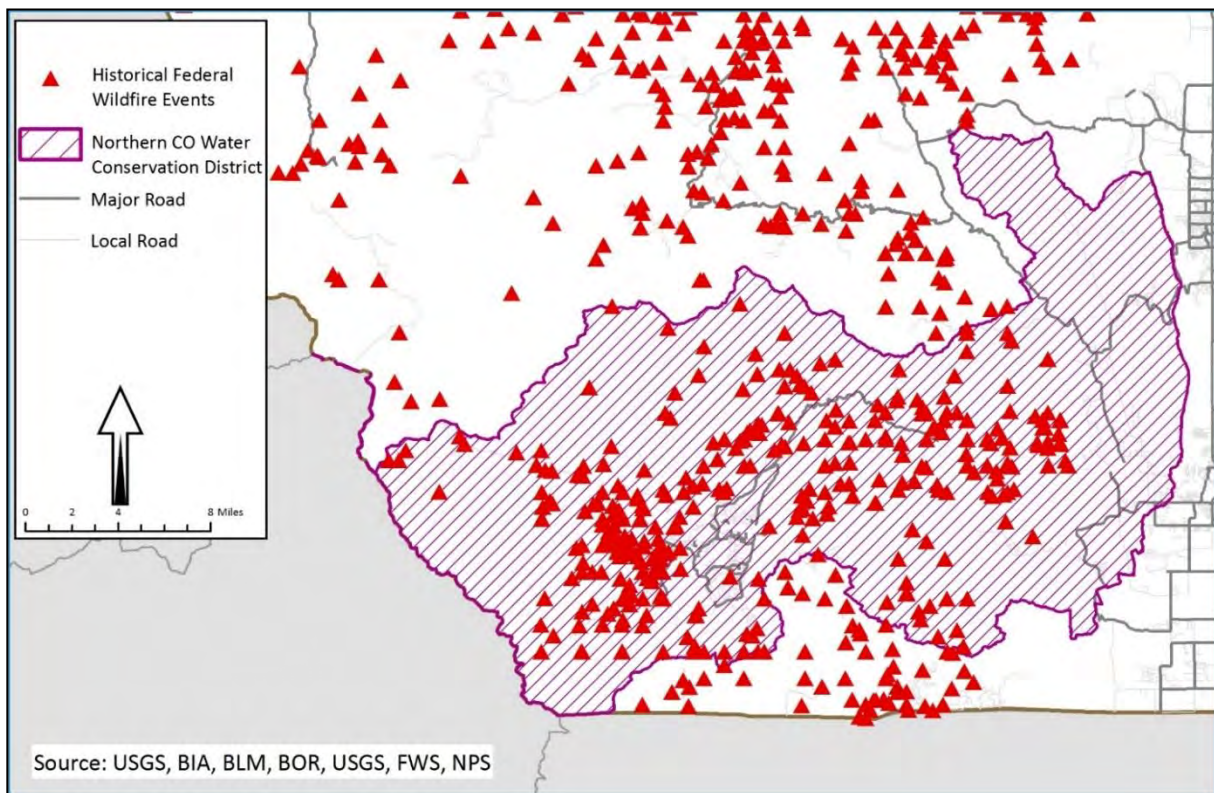 Historical Federal
Wildfire Events
Northern CO Water
Conservation District
Major Road
Local Road
0 2 4 8 Miles
Source: USGS, BIA, BLM, BOR, USGS, FWS, NPS